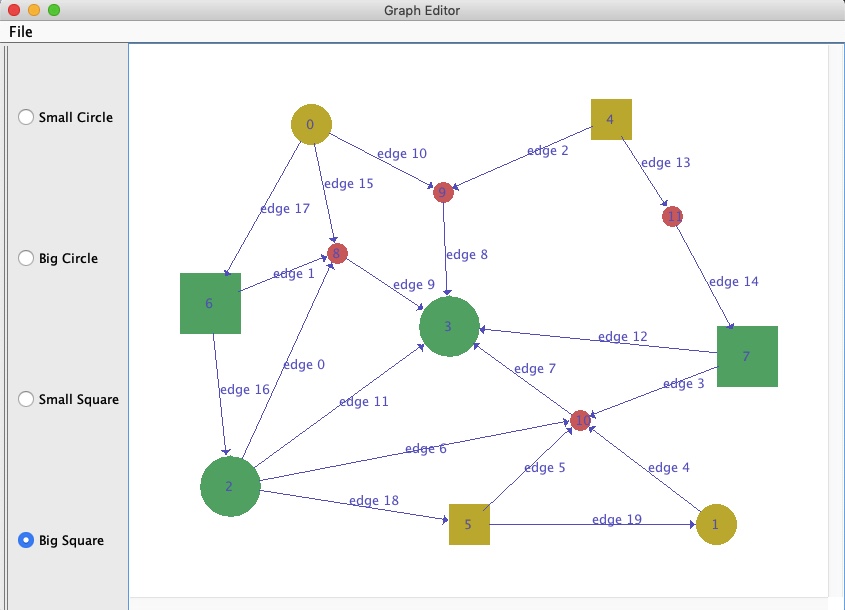 Graph Editor
File
Small Circle
Big Circle
Small Square
Big Square
0
4
edge 10
edge 2
edge 13
edge 15
9
edge 17
11
8
edge 8
edge 1
edge 9
edge 14
6
3
edge 12
7
edge 0
edge 7
edge 3
edge 16
edge 11
10
edge 6
edge 5
edge 4
2
edge 18
5
edge 19
1